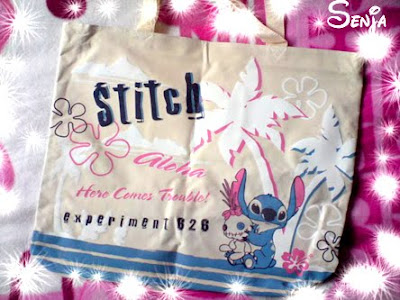 Senja
Stitch
Aloha
Here Comes Trouble!
experiment 626